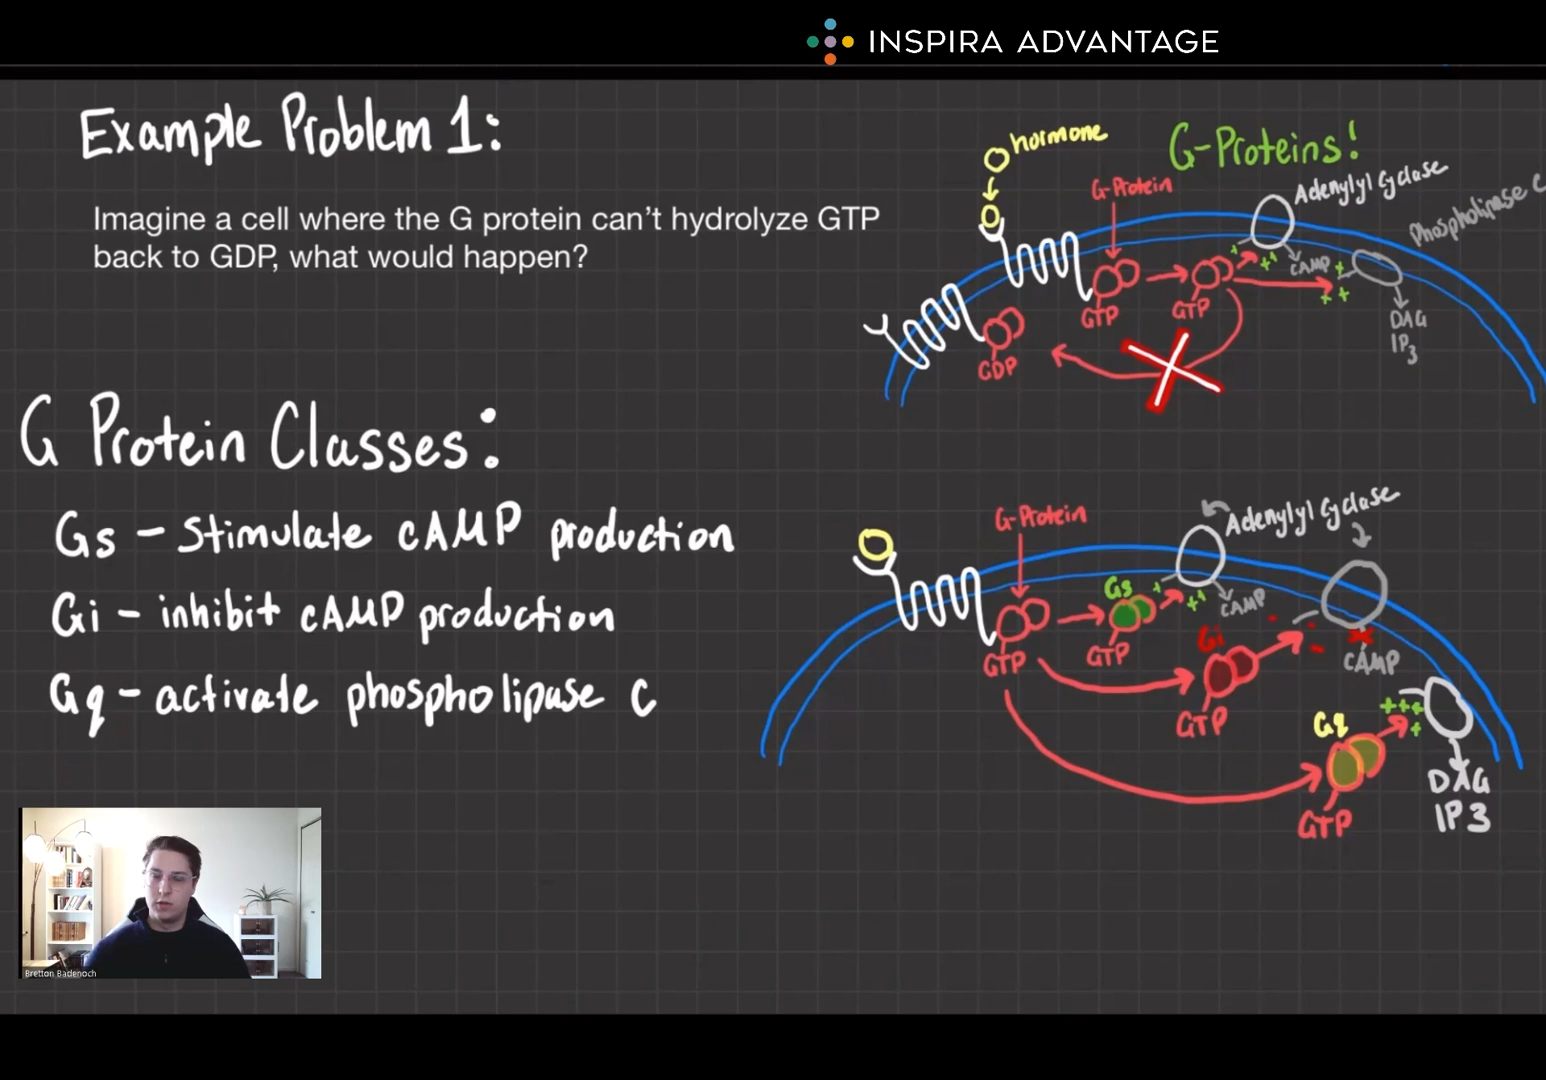 INSPIRA ADVANTAGE
Example Problem 1:
Imagine a cell where the G protein can't hydrolyze GTP
back to GDP, what would happen?
hormone
G-Proteins!
G-Protein
Adenylyl Cyclase
Phospholipase C
CAMP
GTP
GTP
GDP
DAG
IP3
G Protein Classes:
Gs - Stimulate cAMP production
Gi - inhibit cAMP production
Gq - activate phospholipase C
G-Protein
Adenylyl Cyclase
Gs
CAMP
GTP
GTP
Gi
CAMP
GTP
Gq
GTP
DAG
IP3
Bretton Badenoch